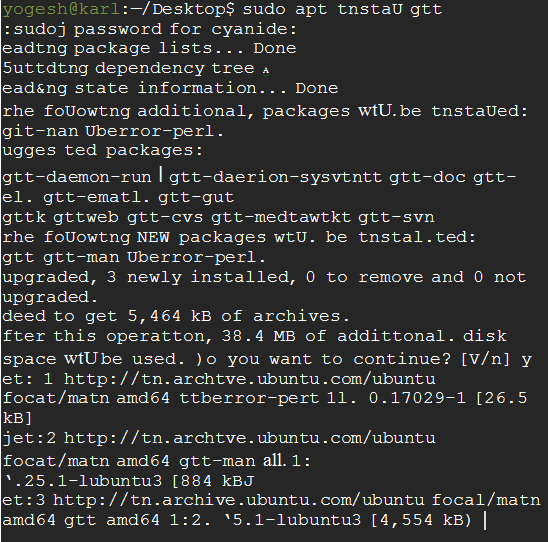 yogesh@karl:~/Desktop$ sudo apt tnstaU gtt
:sudoj password for cyanide:
eadtng package lists... Done
5uttdtng dependency tree ʌ
ead&ng state information... Done
rhe foUowtng additional, packages wtU. be tnstaUed:
git-nan Uberror-perl.
ugges ted packages:
gtt-daemon-run | gtt-daerion-sysvtntt gtt-doc gtt-
el. gtt-ematl. gtt-gut
gttk gttweb gtt-cvs gtt-medtawtkt gtt-svn
rhe foUowtng NEW packages wtU. be tnstal.ted:
gtt gtt-man Uberror-perl.
upgraded, 3 newly installed, 0 to remove and 0 not
upgraded.
deed to get 5,464 kB of archives.
fter this operatton, 38.4 MB of addittonal. disk
space wtU be used. )o you want to continue? [V/n] y
et: 1 http://tn.archtve.ubuntu.com/ubuntu
focat/matn amd64 ttberror-pert 1l. 0.17029-1 [26.5
kB]
jet:2 http://tn.archtve.ubuntu.com/ubuntu
focat/matn amd64 gtt-man all. 1:
‘.25.1-lubuntu3 [884 kBJ
et:3 http://tn.archive.ubuntu.com/ubuntu focal/matn
amd64 gtt amd64 1:2. ‘5.1-lubuntu3 [4,554 kB) |